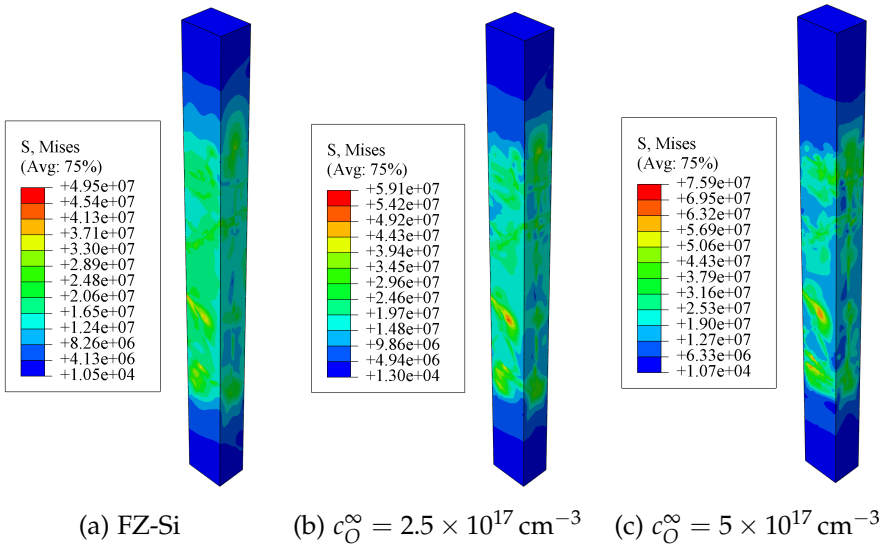 S, Mises
(Avg: 75%)
+4.95e+07
+4.54e+07
+4.13e+07
+3.71e+07
+3.30e+07
+2.89e+07
+2.48e+07
+2.06e+07
+1.65e+07
+1.24e+07
+8.26e+06
+4.13e+06
+1.05e+04
S, Mises
(Avg: 75%)
+5.91e+07
+5.42e+07
+4.92e+07
+4.43e+07
+3.94e+07
+3.45e+07
+2.96e+07
+2.46e+07
+1.97e+07
+1.48e+07
+9.86e+06
+4.94e+06
+1.30e+04
S, Mises
(Avg: 75%)
+7.59e+07
+6.95e+07
+6.32e+07
+5.69e+07
+5.06e+07
+4.43e+07
+3.79e+07
+3.16e+07
+2.53e+07
+1.90e+07
+1.27e+07
+6.33e+06
+1.07e+04
(a) FZ-Si
(b) $c_O^\infty = 2.5 \times 10^{17}\,\mathrm{cm}^{-3}$
(c) $c_O^\infty = 5 \times 10^{17}\,\mathrm{cm}^{-3}$